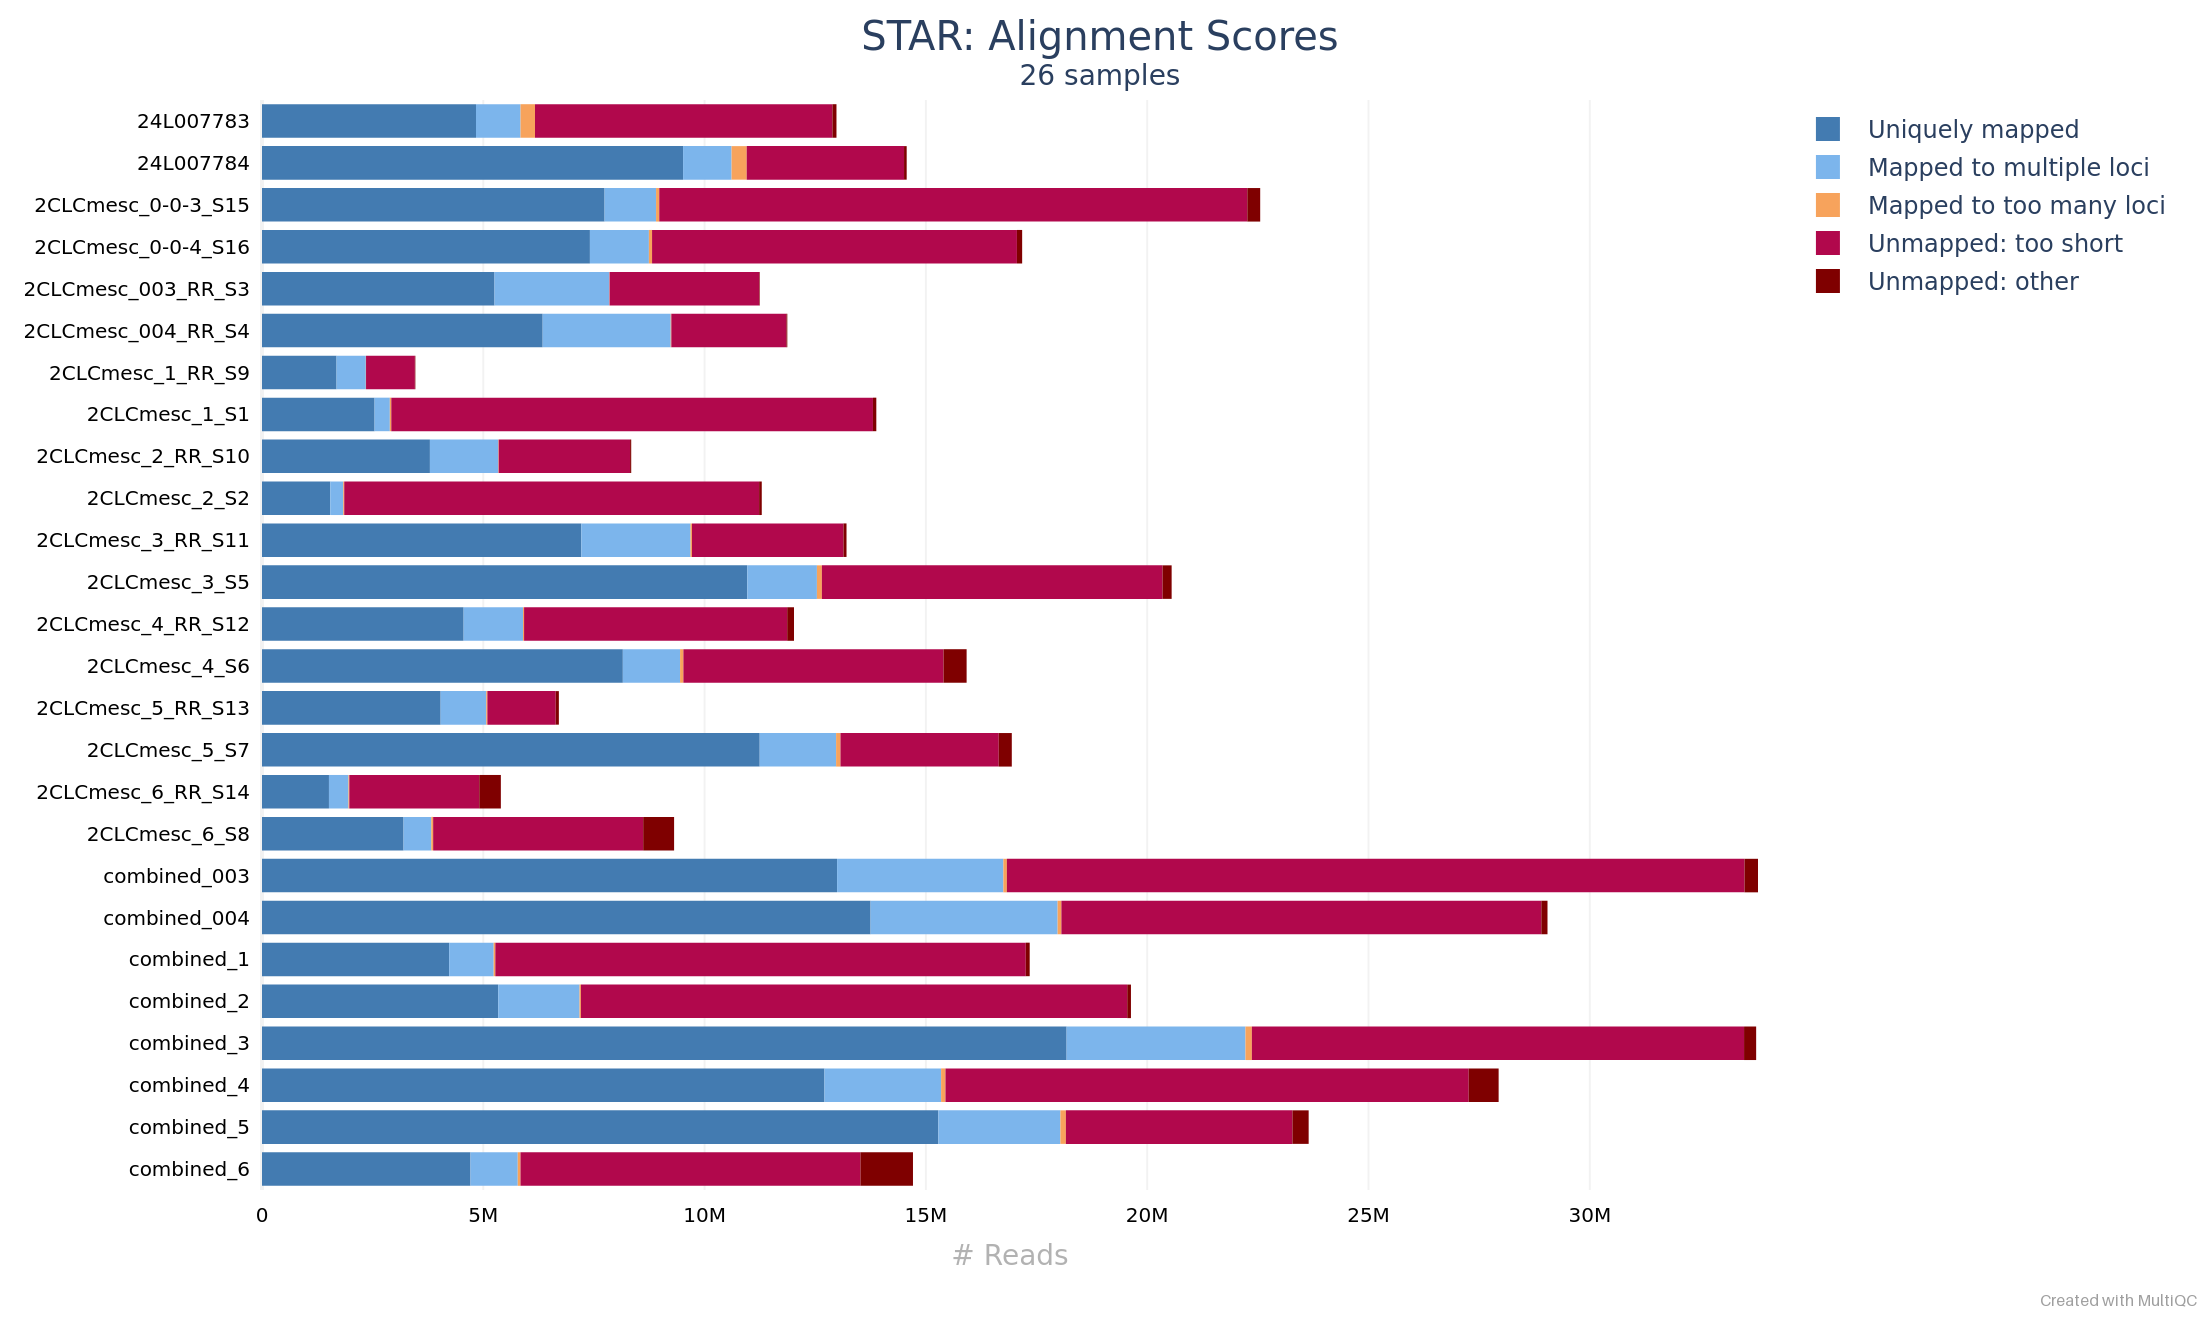 STAR: Alignment Scores
26 samples
24L007783
24L007784
2CLCmesc_0-0-3_S15
2CLCmesc_0-0-4_S16
2CLCmesc_003_RR_S3
2CLCmesc_004_RR_S4
2CLCmesc_1_RR_S9
2CLCmesc_1_S1
2CLCmesc_2_RR_S10
2CLCmesc_2_S2
2CLCmesc_3_RR_S11
2CLCmesc_3_S5
2CLCmesc_4_RR_S12
2CLCmesc_4_S6
2CLCmesc_5_RR_S13
2CLCmesc_5_S7
2CLCmesc_6_RR_S14
2CLCmesc_6_S8
combined_003
combined_004
combined_1
combined_2
combined_3
combined_4
combined_5
combined_6
0 5M 10M 15M 20M 25M 30M
# Reads
Uniquely mapped
Mapped to multiple loci
Mapped to too many loci
Unmapped: too short
Unmapped: other
Created with MultiQC